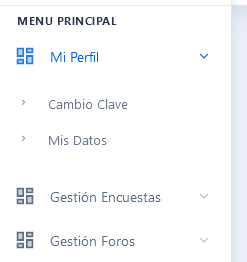 MENU PRINCIPAL
Mi Perfil
Cambio Clave
Mis Datos
Gestión Encuestas
Gestión Foros